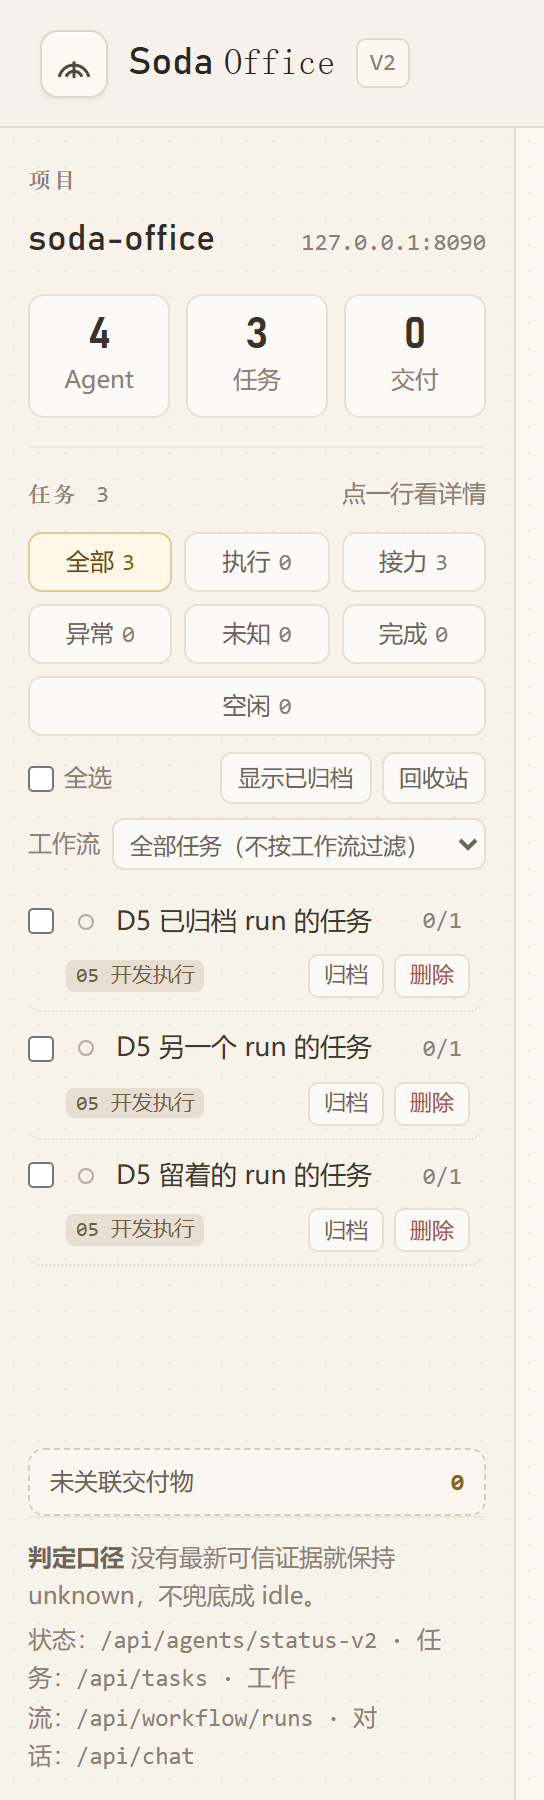 Soda Office V2
项目
soda-office 127.0.0.1:8090
4 3 0
Agent 任务 交付
任务 3 点一行看详情
全部 3 执行 0 接力 3
异常 0 未知 0 完成 0
空闲 0
全选 显示已归档 回收站
工作流 全部任务（不按工作流过滤）
D5 已归档 run 的任务 0/1
05 开发执行 归档 删除
D5 另一个 run 的任务 0/1
05 开发执行 归档 删除
D5 留着的 run 的任务 0/1
05 开发执行 归档 删除
未关联交付物 0
判定口径 没有最新可信证据就保持
unknown，不兜底成 idle。
状态：/api/agents/status-v2 · 任
务：/api/tasks · 工作
流：/api/workflow/runs · 对
话：/api/chat